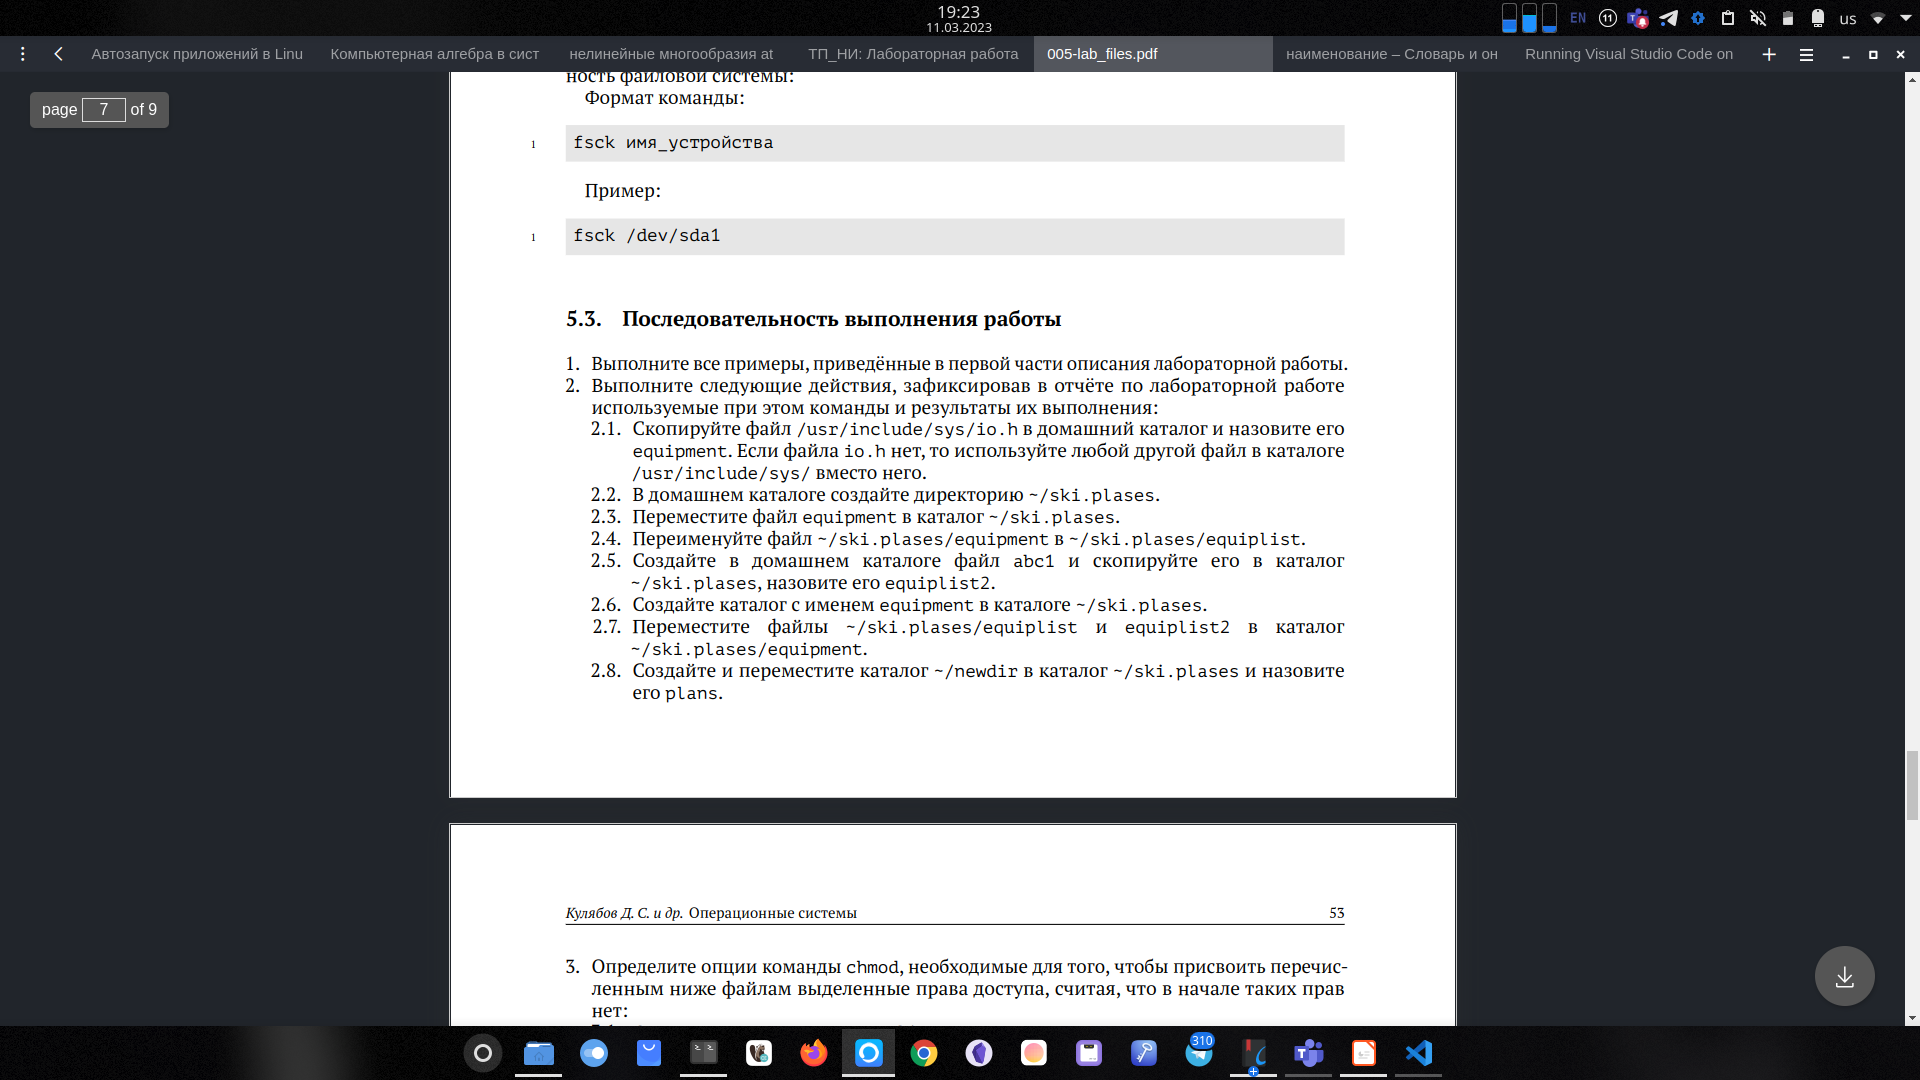 19:23
11.03.2023
EN
11
us
Автозапуск приложений в Linu
Компьютерная алгебра в сист
нелинейные многообразия at
ТП_НИ: Лабораторная работа
005-lab_files.pdf
наименование – Словарь и он
Running Visual Studio Code on
page 7 of 9
ность файловой системы:
Формат команды:
1 fsck имя_устройства
Пример:
1 fsck /dev/sda1
5.3. Последовательность выполнения работы
1. Выполните все примеры, приведённые в первой части описания лабораторной работы.
2. Выполните следующие действия, зафиксировав в отчёте по лабораторной работе
используемые при этом команды и результаты их выполнения:
2.1. Скопируйте файл /usr/include/sys/io.h в домашний каталог и назовите его
equipment. Если файла io.h нет, то используйте любой другой файл в каталоге
/usr/include/sys/ вместо него.
2.2. В домашнем каталоге создайте директорию ~/ski.plases.
2.3. Переместите файл equipment в каталог ~/ski.plases.
2.4. Переименуйте файл ~/ski.plases/equipment в ~/ski.plases/equiplist.
2.5. Создайте в домашнем каталоге файл abc1 и скопируйте его в каталог
~/ski.plases, назовите его equiplist2.
2.6. Создайте каталог с именем equipment в каталоге ~/ski.plases.
2.7. Переместите файлы ~/ski.plases/equiplist и equiplist2 в каталог
~/ski.plases/equipment.
2.8. Создайте и переместите каталог ~/newdir в каталог ~/ski.plases и назовите
его plans.
Кулябов Д. С. и др. Операционные системы 53
3. Определите опции команды chmod, необходимые для того, чтобы присвоить перечис-
ленным ниже файлам выделенные права доступа, считая, что в начале таких прав
нет:
310